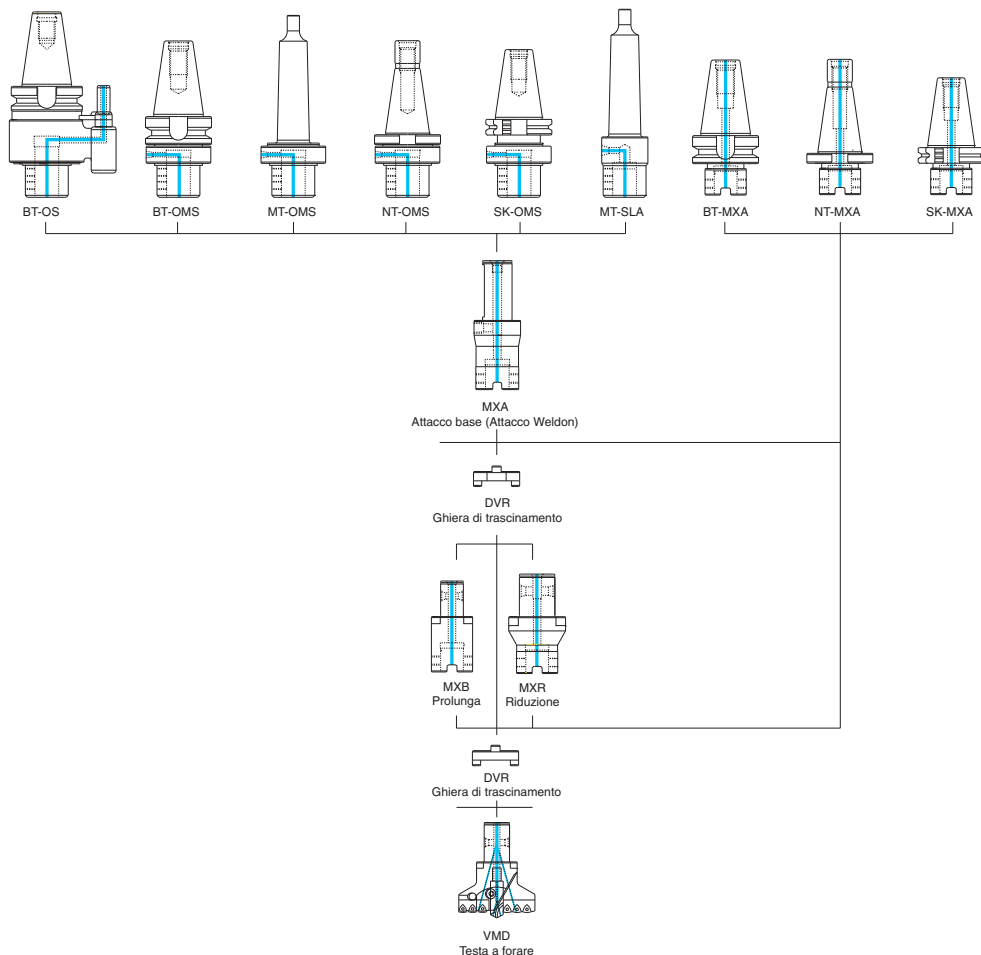 BT-OS
BT-OMS
MT-OMS
NT-OMS
SK-OMS
MT-SLA
BT-MXA
NT-MXA
SK-MXA
MXA
Attacco base (Attacco Weldon)
DVR
Ghiera di trascinamento
MXB
Prolunga
MXR
Riduzione
DVR
Ghiera di trascinamento
VMD
Testa a forare